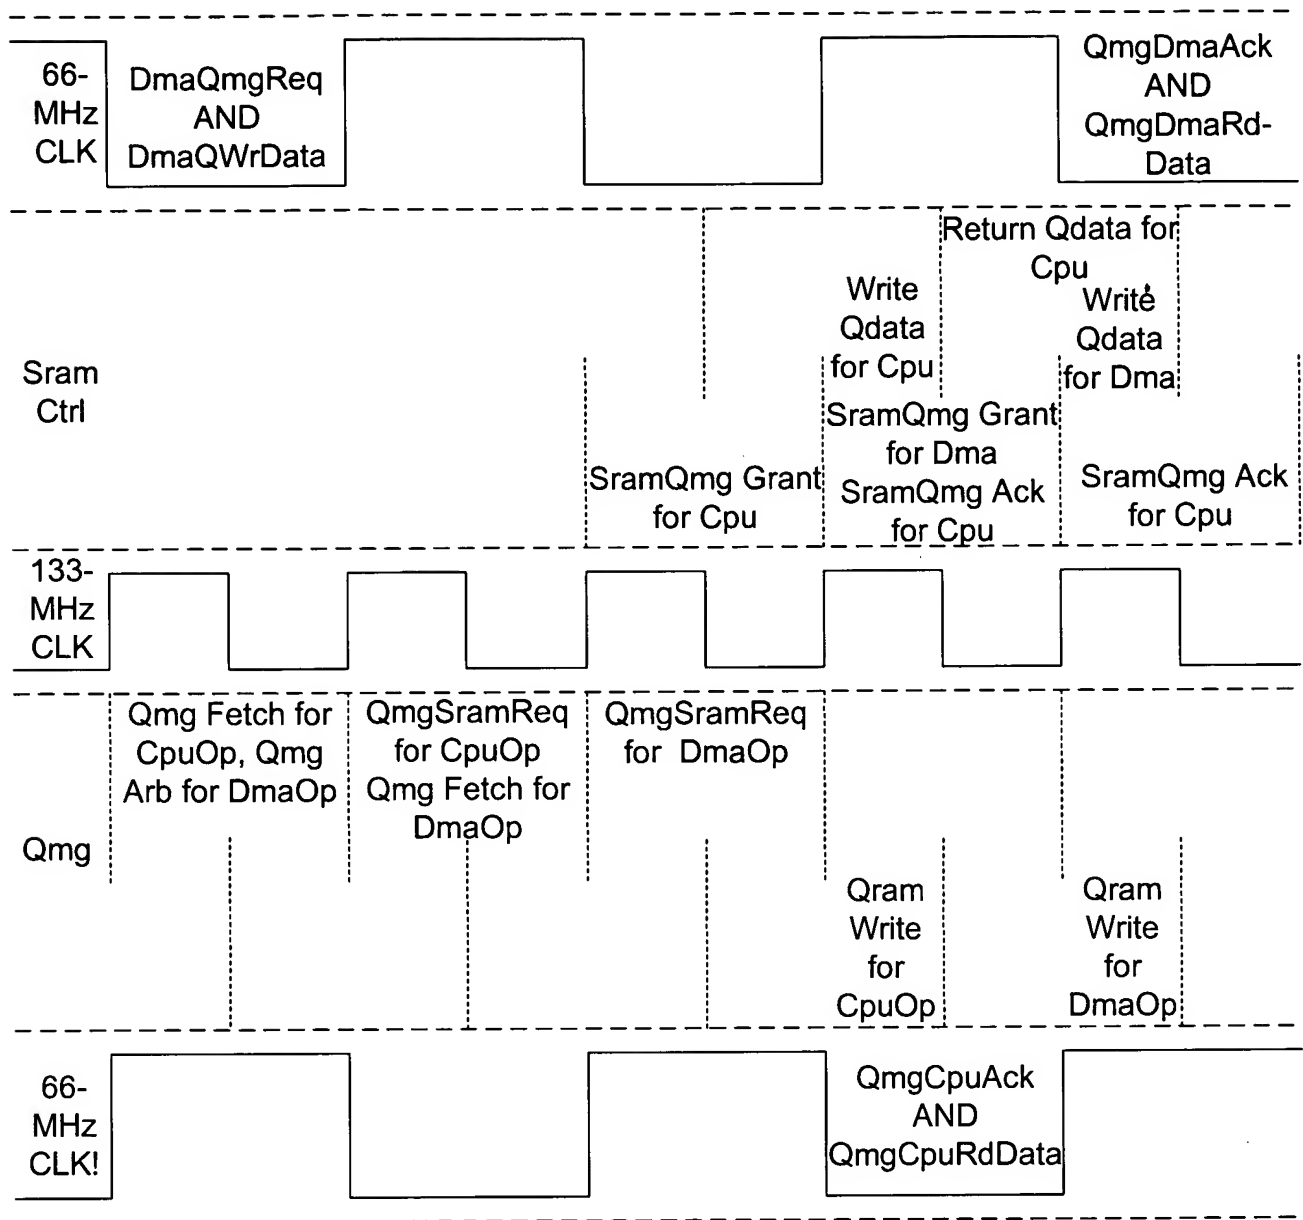 66-
MHz
CLK
DmaQmgReq
AND
DmaQWrData
QmgDmaAck
AND
QmgDmaRd-
Data
Sram
Ctrl
Return Qdata for
Cpu
Write
Qdata
for Cpu
Write
Qdata
for Dma
SramQmg Grant
for Cpu
SramQmg Grant
for Dma
SramQmg Ack
for Cpu
SramQmg Ack
for Cpu
133-
MHz
CLK
Qmg
Qmg Fetch for
CpuOp, Qmg
Arb for DmaOp
QmgSramReq
for CpuOp
Qmg Fetch for
DmaOp
QmgSramReq
for DmaOp
Qram
Write
for
CpuOp
Qram
Write
for
DmaOp
66-
MHz
CLK!
QmgCpuAck
AND
QmgCpuRdData